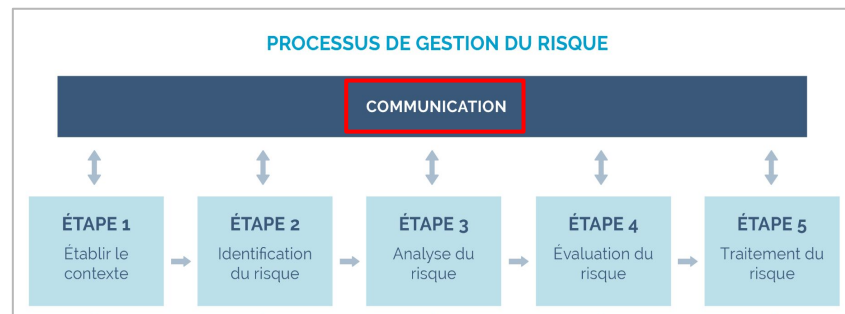 PROCESSUS DE GESTION DU RISQUE
COMMUNICATION
ÉTAPE 1
Établir le
contexte
ÉTAPE 2
Identification
du risque
ÉTAPE 3
Analyse du
risque
ÉTAPE 4
Évaluation du
risque
ÉTAPE 5
Traitement du
risque